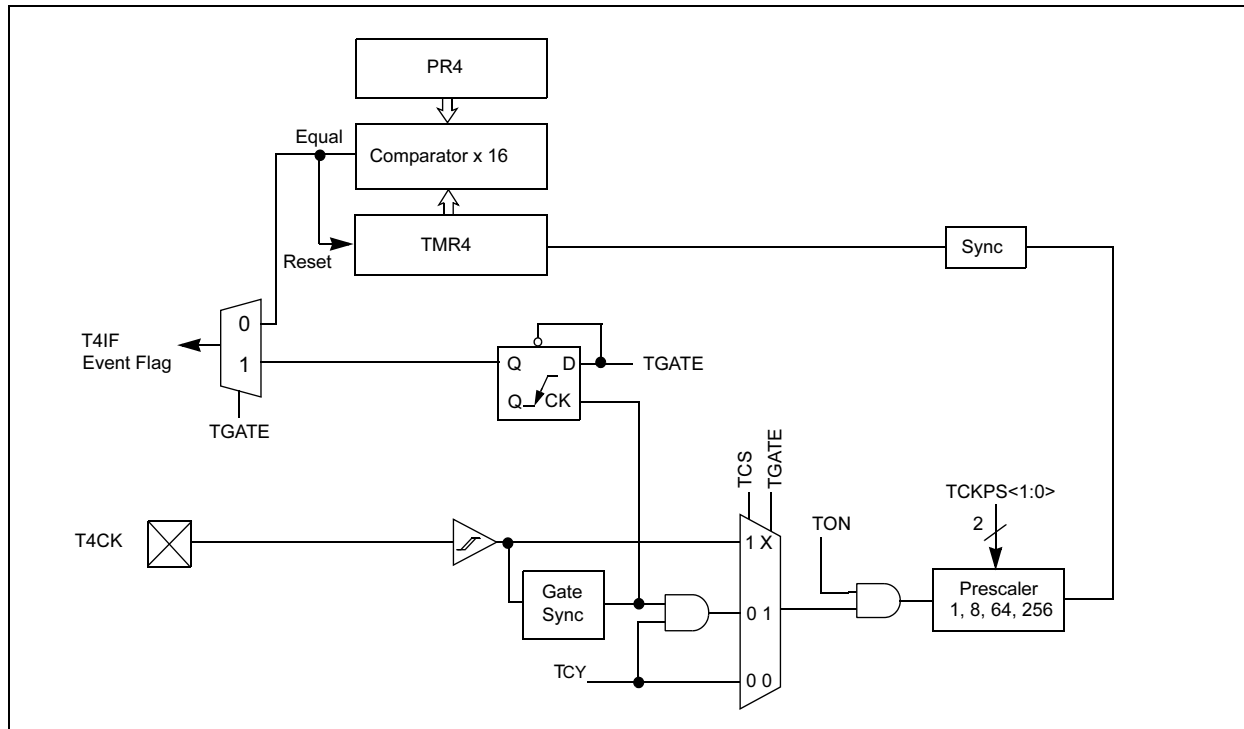 PR4
Equal
Comparator x 16
TMR4
Reset
Sync
0
T4IF
Event Flag
1
Q
D
TGATE
Q
CK
TGATE
TCS
TGATE
TCKPS<1:0>
2
TON
T4CK
1 X
Prescaler
1, 8, 64, 256
Gate
Sync
0 1
TCY
0 0